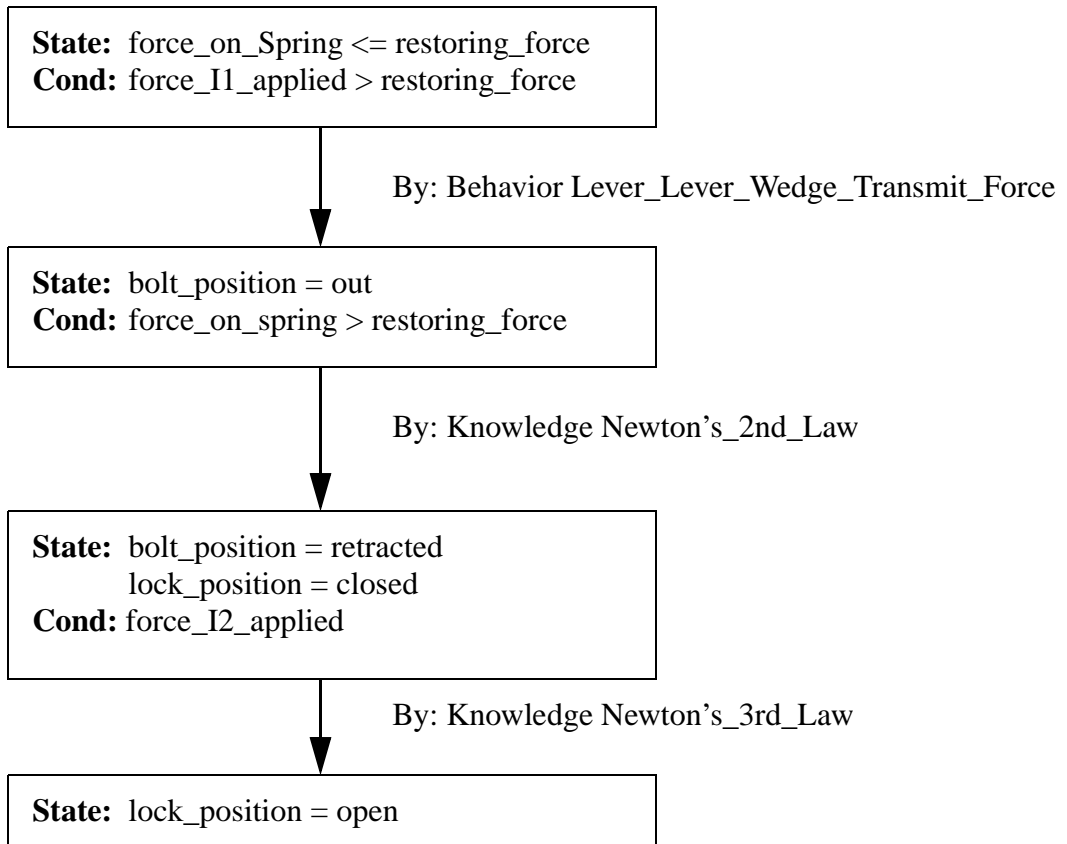 State: force_on_Spring <= restoring_force
Cond: force_I1_applied > restoring_force
By: Behavior Lever_Lever_Wedge_Transmit_Force
State: bolt_position = out
Cond: force_on_spring > restoring_force
By: Knowledge Newton’s_2nd_Law
State: bolt_position = retracted
lock_position = closed
Cond: force_I2_applied
By: Knowledge Newton’s_3rd_Law
State: lock_position = open